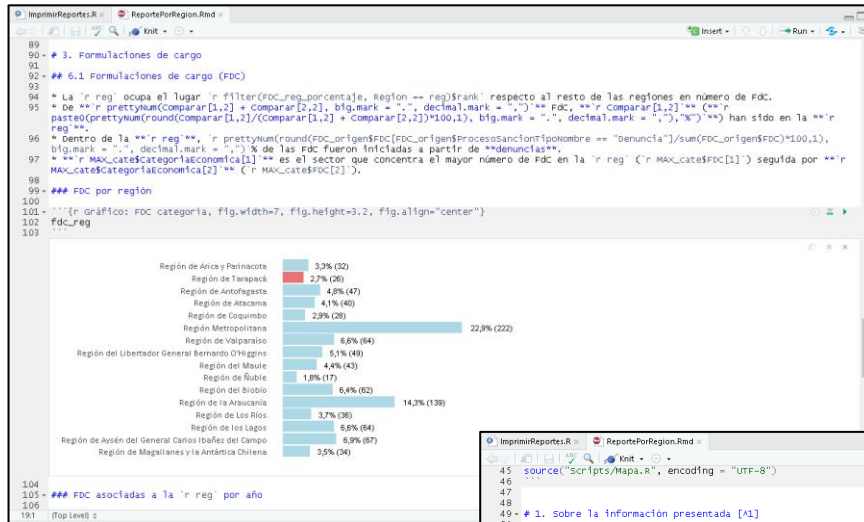 ImprimirReportes.R × ReportePorRegion.Rmd ×
ABC Knit Insert Run
89
90 # 3. Formulaciones de cargo
91
92 ## 6.1 Formulaciones de cargo (FDC)
93
94 * La `r reg` ocupa el lugar `r filter(FDC_reg_porcentaje, Region == reg)$rank` respecto al resto de las regiones en número de FdC.
95 * De **`r prettyNum(Comparar[1,2] + Comparar[2,2], big.mark = ".", decimal.mark = ",")`** FdC, **`r Comparar[1,2]`** (**`r
paste0(prettyNum(round(Comparar[1,2]/(Comparar[1,2] + Comparar[2,2])*100,1), big.mark = ".", decimal.mark = ","),"%")`**) han sido en la **`r
reg`**.
96 * Dentro de la **`r reg`**, `r prettyNum(round(FDC_origen$FDC[FDC_origen$ProcesoSancionTipoNombre == "Denuncia"]/sum(FDC_origen$FDC)*100,1),
big.mark = ".", decimal.mark = ",")`% de las FdC fueron iniciadas a partir de **denuncias**.
97 * **`r MAX_cate$CategoriaEconomica[1]`** es el sector que concentra el mayor número de FdC en la `r reg` (`r MAX_cate$FDC[1]`) seguida por **`r
MAX_cate$CategoriaEconomica[2]`** (`r MAX_cate$FDC[2]`).
98
99 ### FDC por región
100
101 ```{r Gráfico: FDC categoria, fig.width=7, fig.height=3.2, fig.align="center"}
102 fdc_reg
103 ```
Región de Arica y Parinacota 3,3% (32)
Región de Tarapacá 2,7% (26)
Región de Antofagasta 4,8% (47)
Región de Atacama 4,1% (40)
Región de Coquimbo 2,9% (28)
Región Metropolitana 22,9% (222)
Región de Valparaíso 6,6% (64)
Región del Libertador General Bernardo O'Higgins 5,1% (49)
Región del Maule 4,4% (43)
Región de Ñuble 1,8% (17)
Región del Biobío 6,4% (62)
Región de la Araucanía 14,3% (139)
Región de Los Ríos 3,7% (36)
Región de los Lagos 6,6% (64)
Región de Aysén del General Carlos Ibañez del Campo 6,9% (67)
Región de Magallanes y la Antártica Chilena 3,5% (34)
104
105 ### FDC asociadas a la `r reg` por año
106
19:1 (Top Level)
ImprimirReportes.R × ReportePorRegion.Rmd ×
ABC Knit
45 source("Scripts/Mapa.R", encoding = "UTF-8")
46 ```
47
48
49 # 1. Sobre la información presentada [^1]